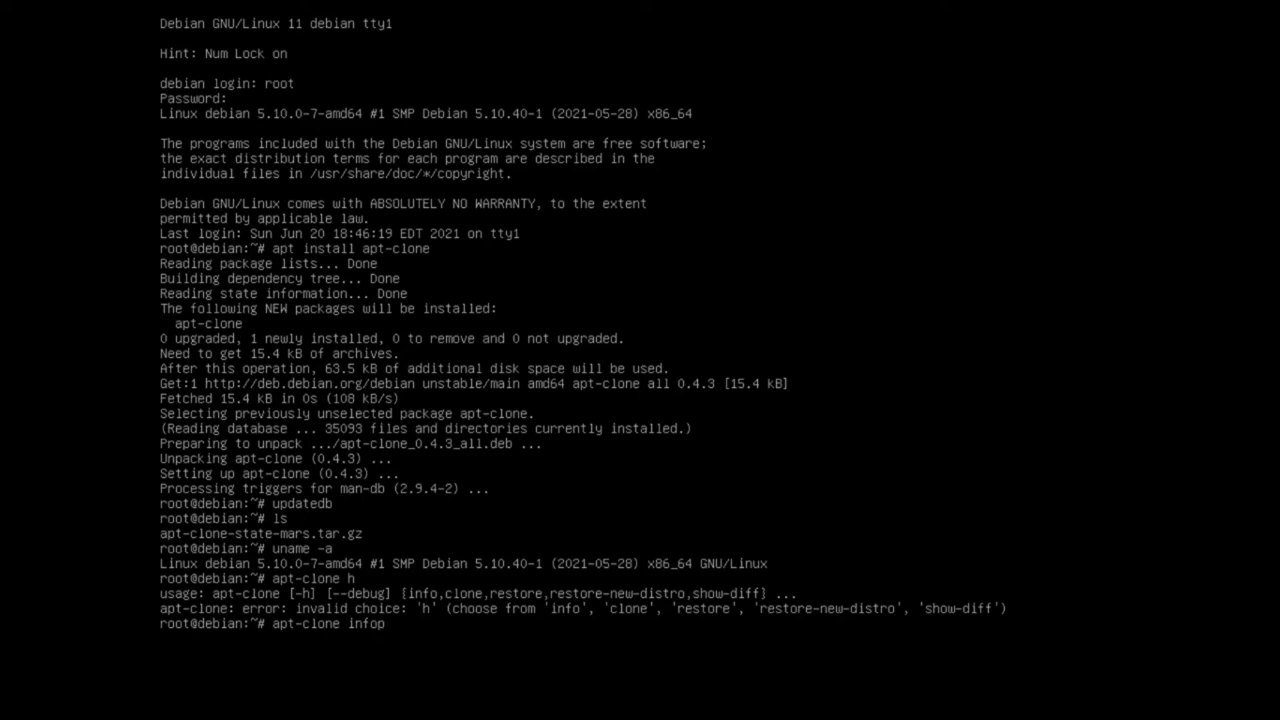 Debian GNU/Linux 11 debian tty1
Hint: Num Lock on
debian login: root
Password:
Linux debian 5.10.0-7-amd64 #1 SMP Debian 5.10.40-1 (2021-05-28) x86_64
The programs included with the Debian GNU/Linux system are free software;
the exact distribution terms for each program are described in the
individual files in /usr/share/doc/*/copyright.
Debian GNU/Linux comes with ABSOLUTELY NO WARRANTY, to the extent
permitted by applicable law.
Last login: Sun Jun 20 18:46:19 EDT 2021 on tty1
root@debian:~# apt install apt-clone
Reading package lists... Done
Building dependency tree... Done
Reading state information... Done
The following NEW packages will be installed:
  apt-clone
0 upgraded, 1 newly installed, 0 to remove and 0 not upgraded.
Need to get 15.4 kB of archives.
After this operation, 63.5 kB of additional disk space will be used.
Get:1 http://deb.debian.org/debian unstable/main amd64 apt-clone all 0.4.3 [15.4 kB]
Fetched 15.4 kB in 0s (108 kB/s)
Selecting previously unselected package apt-clone.
(Reading database ... 35093 files and directories currently installed.)
Preparing to unpack .../apt-clone_0.4.3_all.deb ...
Unpacking apt-clone (0.4.3) ...
Setting up apt-clone (0.4.3) ...
Processing triggers for man-db (2.9.4-2) ...
root@debian:~# updatedb
root@debian:~# ls
apt-clone-state-mars.tar.gz
root@debian:~# uname -a
Linux debian 5.10.0-7-amd64 #1 SMP Debian 5.10.40-1 (2021-05-28) x86_64 GNU/Linux
root@debian:~# apt-clone h
usage: apt-clone [-h] [--debug] {info,clone,restore,restore-new-distro,show-diff} ...
apt-clone: error: invalid choice: 'h' (choose from 'info', 'clone', 'restore', 'restore-new-distro', 'show-diff')
root@debian:~# apt-clone infop